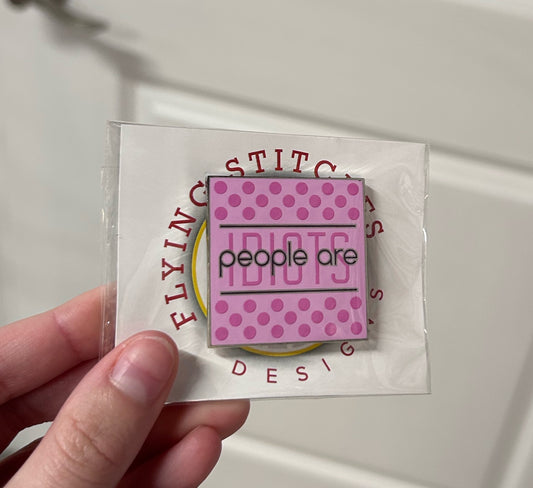 FLYING STITCHES
IDIOTS
people are
DESIGNS